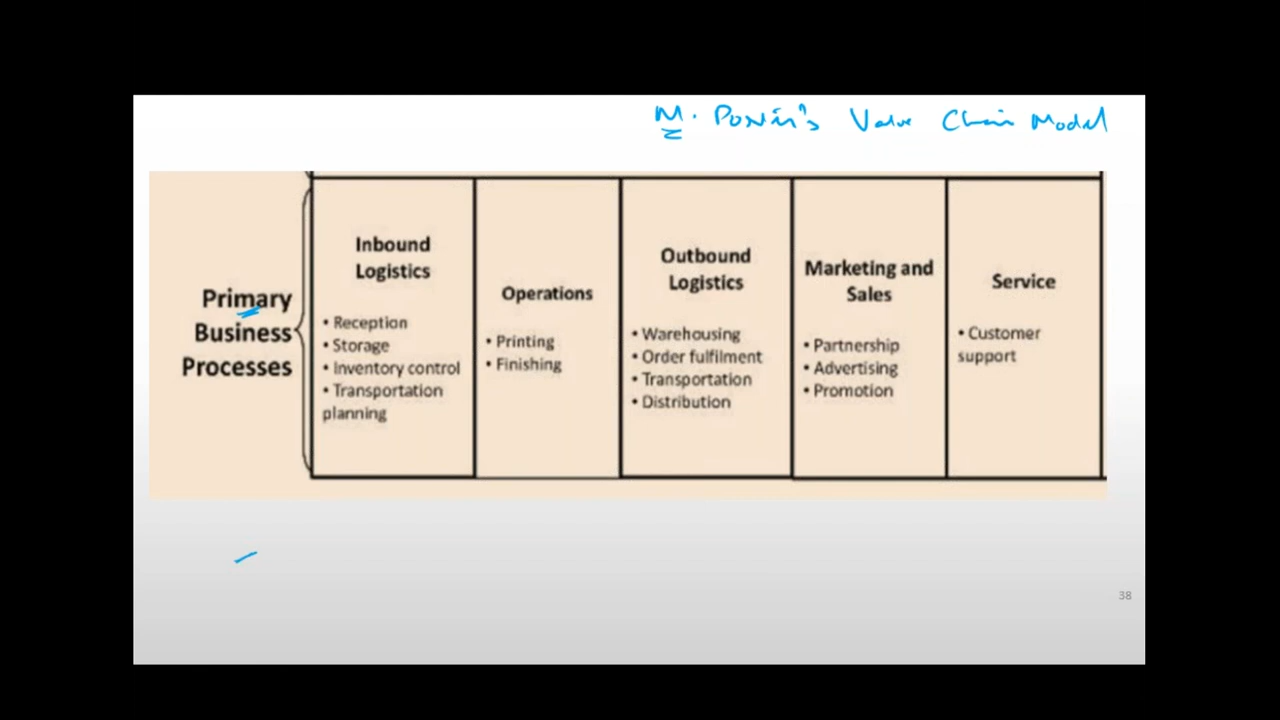 M. Porter's Value Chain Model
Primary
Business
Processes
Inbound
Logistics
• Reception
• Storage
• Inventory control
• Transportation
planning
Operations
• Printing
• Finishing
Outbound
Logistics
• Warehousing
• Order fulfilment
• Transportation
• Distribution
Marketing and
Sales
• Partnership
• Advertising
• Promotion
Service
• Customer
support
38